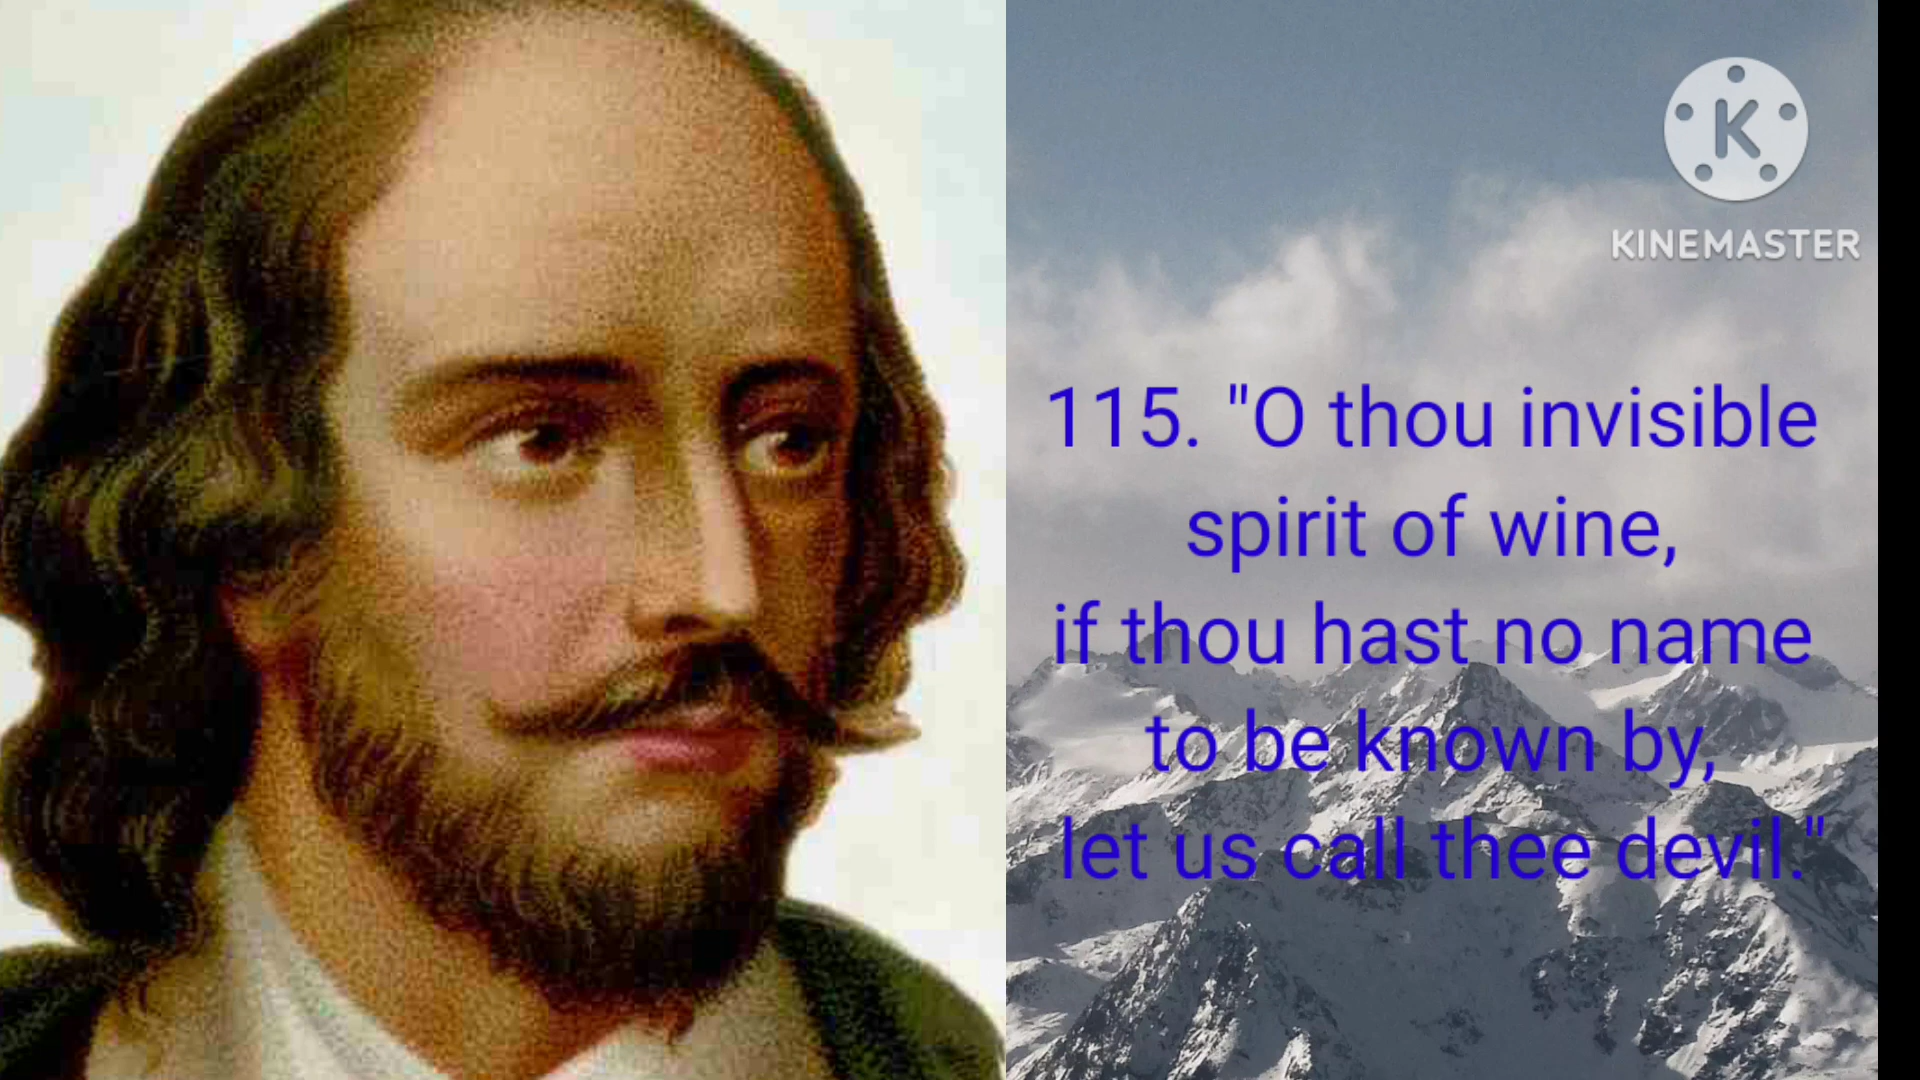 K
KINEMASTER
115. "O thou invisible
spirit of wine,
if thou hast no name
to be known by,
let us call thee devil."